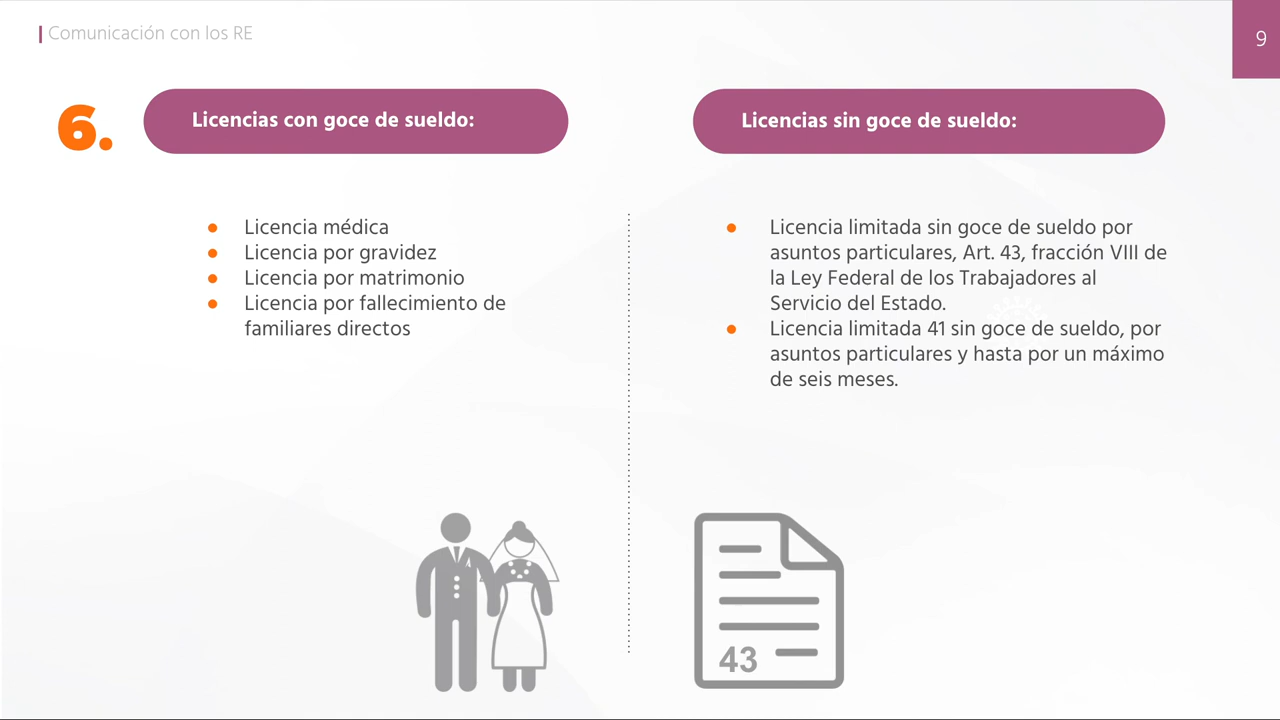 Comunicación con los RE
9
6.
Licencias con goce de sueldo:
Licencia médica
Licencia por gravidez
Licencia por matrimonio
Licencia por fallecimiento de
familiares directos
Licencias sin goce de sueldo:
Licencia limitada sin goce de sueldo por
asuntos particulares, Art. 43, fracción VIII de
la Ley Federal de los Trabajadores al
Servicio del Estado.
Licencia limitada 41 sin goce de sueldo, por
asuntos particulares y hasta por un máximo
de seis meses.
43